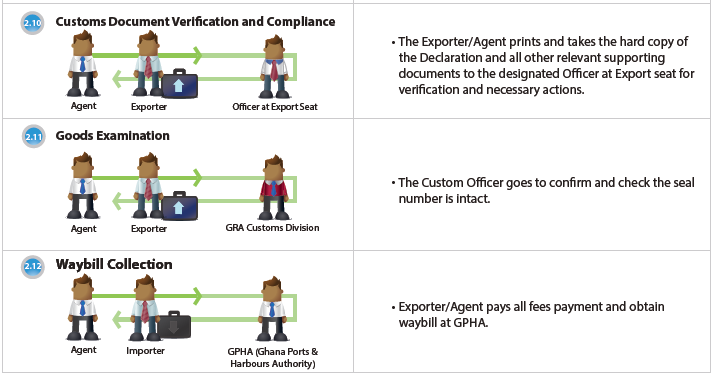 2.10 Customs Document Verification and Compliance
Agent Exporter Officer at Export Seat
• The Exporter/Agent prints and takes the hard copy of
the Declaration and all other relevant supporting
documents to the designated Officer at Export seat for
verification and necessary actions.
2.11 Goods Examination
Agent Exporter GRA Customs Division
• The Custom Officer goes to confirm and check the seal
number is intact.
2.12 Waybill Collection
Agent Importer GPHA (Ghana Ports &
Harbours Authority)
• Exporter/Agent pays all fees payment and obtain
waybill at GPHA.